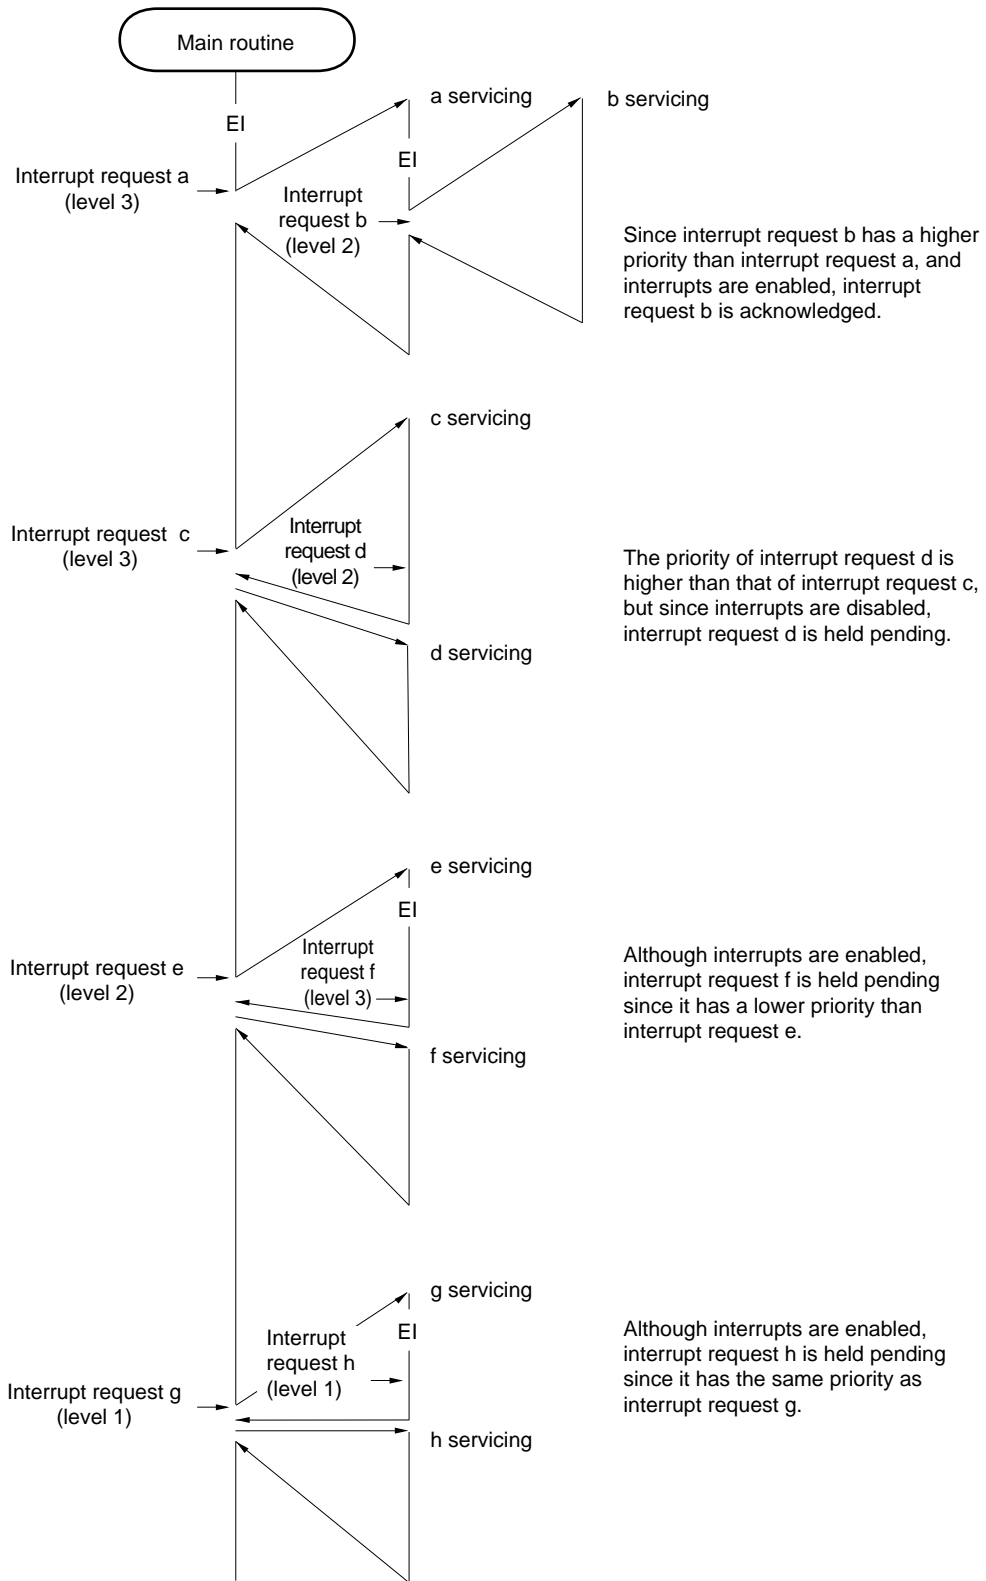 Main routine
a servicing
b servicing
EI
EI
Interrupt request a
(level 3)
Interrupt
request b
(level 2)
Since interrupt request b has a higher
priority than interrupt request a, and
interrupts are enabled, interrupt
request b is acknowledged.
c servicing
Interrupt request c
(level 3)
Interrupt
request d
(level 2)
The priority of interrupt request d is
higher than that of interrupt request c,
but since interrupts are disabled,
interrupt request d is held pending.
d servicing
e servicing
EI
Interrupt request e
(level 2)
Interrupt
request f
(level 3)
Although interrupts are enabled,
interrupt request f is held pending
since it has a lower priority than
interrupt request e.
f servicing
g servicing
EI
Interrupt request g
(level 1)
Interrupt
request h
(level 1)
Although interrupts are enabled,
interrupt request h is held pending
since it has the same priority as
interrupt request g.
h servicing